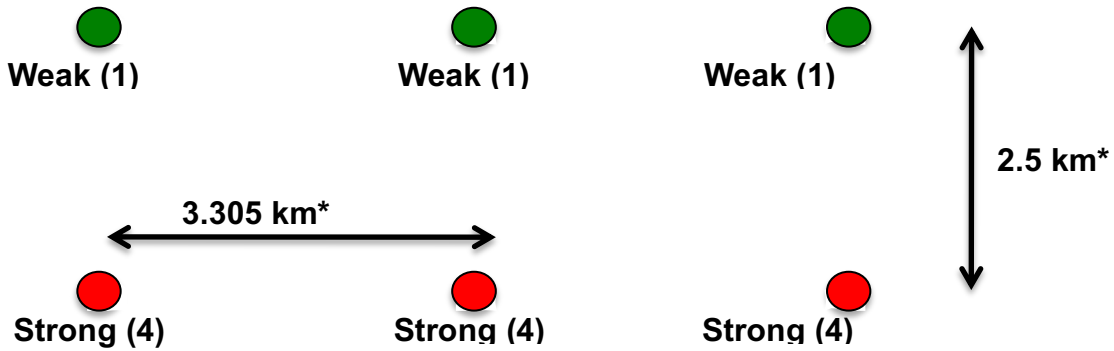 Weak (1)
Weak (1)
Weak (1)
2.5 km*
3.305 km*
Strong (4)
Strong (4)
Strong (4)